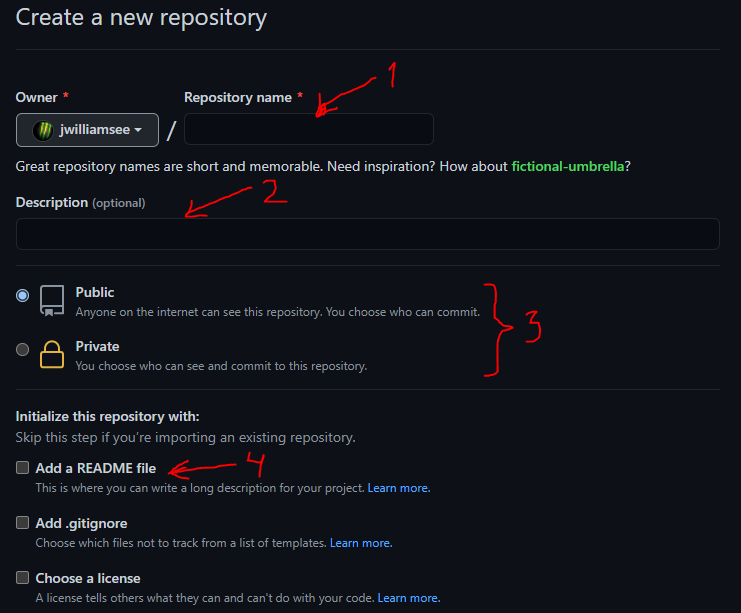 Create a new repository
1
Owner * Repository name *
jwilliamsee /
Great repository names are short and memorable. Need inspiration? How about fictional-umbrella?
2
Description (optional)
Public
Anyone on the internet can see this repository. You choose who can commit.
3
Private
You choose who can see and commit to this repository.
Initialize this repository with:
Skip this step if you’re importing an existing repository.
Add a README file 4
This is where you can write a long description for your project. Learn more.
Add .gitignore
Choose which files not to track from a list of templates. Learn more.
Choose a license
A license tells others what they can and can't do with your code. Learn more.